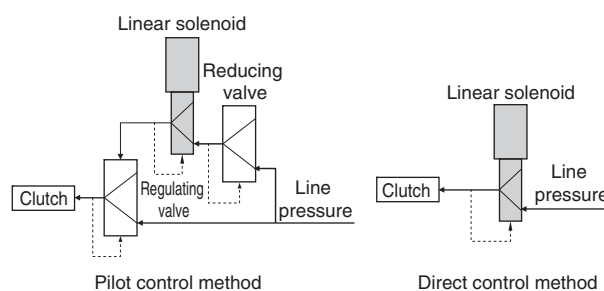 Linear solenoid
Reducing
valve
Clutch
Regulating
valve
Line
pressure
Pilot control method
Linear solenoid
Clutch
Line
pressure
Direct control method